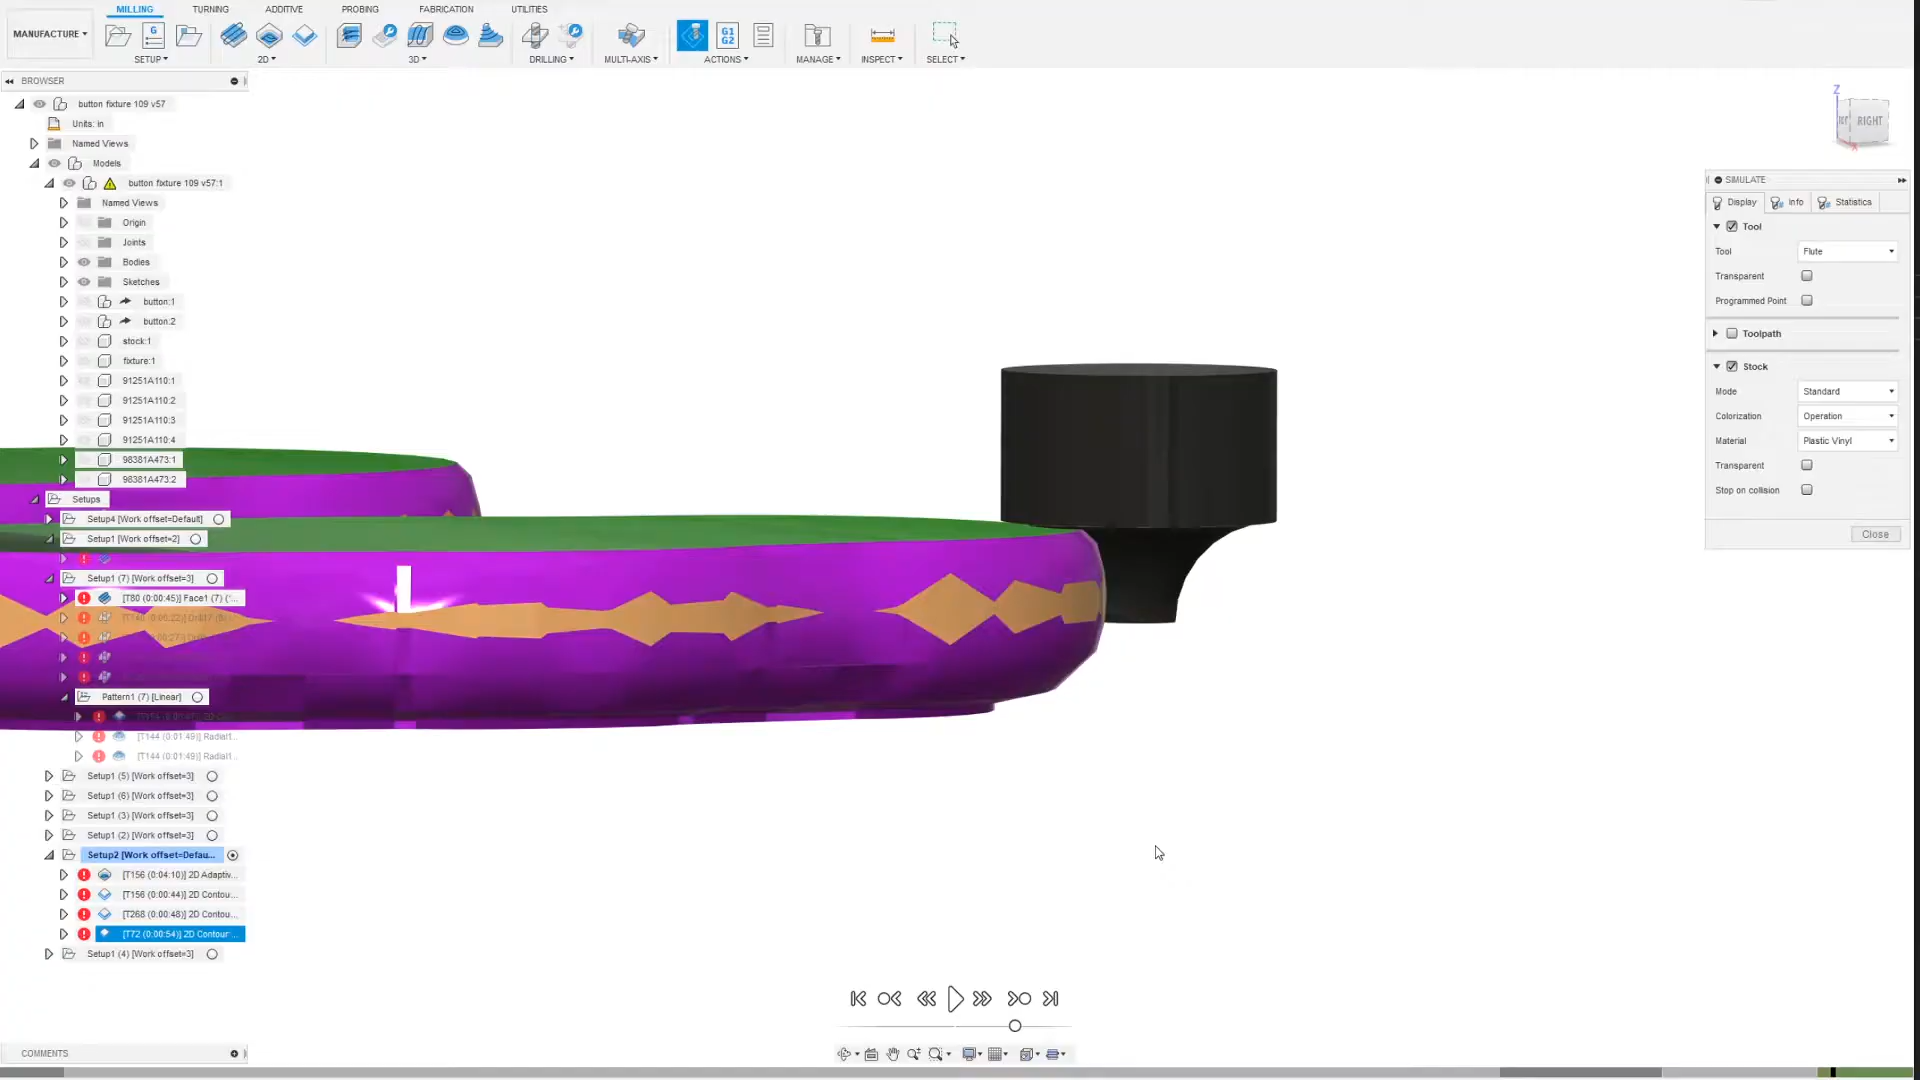 MILLING TURNING ADDITIVE PROBING FABRICATION UTILITIES
MANUFACTURE
G
G1
G2
SETUP 2D 3D DRILLING MULTI-AXIS ACTIONS MANAGE INSPECT SELECT
BROWSER
button fixture 109 v57
Units: in
Named Views
Models
button fixture 109 v57:1
Named Views
Origin
Joints
Bodies
Sketches
button:1
button:2
stock:1
fixture:1
91251A110:1
91251A110:2
91251A110:3
91251A110:4
98381A473:1
98381A473:2
Setups
Setup4 [Work offset=Default]
Setup1 [Work offset=2]
Setup1 (7) [Work offset=3]
[T80 (0:00:45)] Face1 (7) ('...
Pattern1 (7) [Linear]
[T144 (0:01:49)] Radial1...
[T144 (0:01:49)] Radial1...
Setup1 (5) [Work offset=3]
Setup1 (6) [Work offset=3]
Setup1 (3) [Work offset=3]
Setup1 (2) [Work offset=3]
Setup2 [Work offset=Defau...
[T156 (0:04:10)] 2D Adaptiv...
[T156 (0:00:44)] 2D Contou...
[T268 (0:00:48)] 2D Contou...
[T72 (0:00:54)] 2D Contour ...
Setup1 (4) [Work offset=3]
COMMENTS
Z
RIGHT
X
SIMULATE
Display Info Statistics
Tool
Tool Flute
Transparent
Programmed Point
Toolpath
Stock
Mode Standard
Colorization Operation
Material Plastic Vinyl
Transparent
Stop on collision
Close